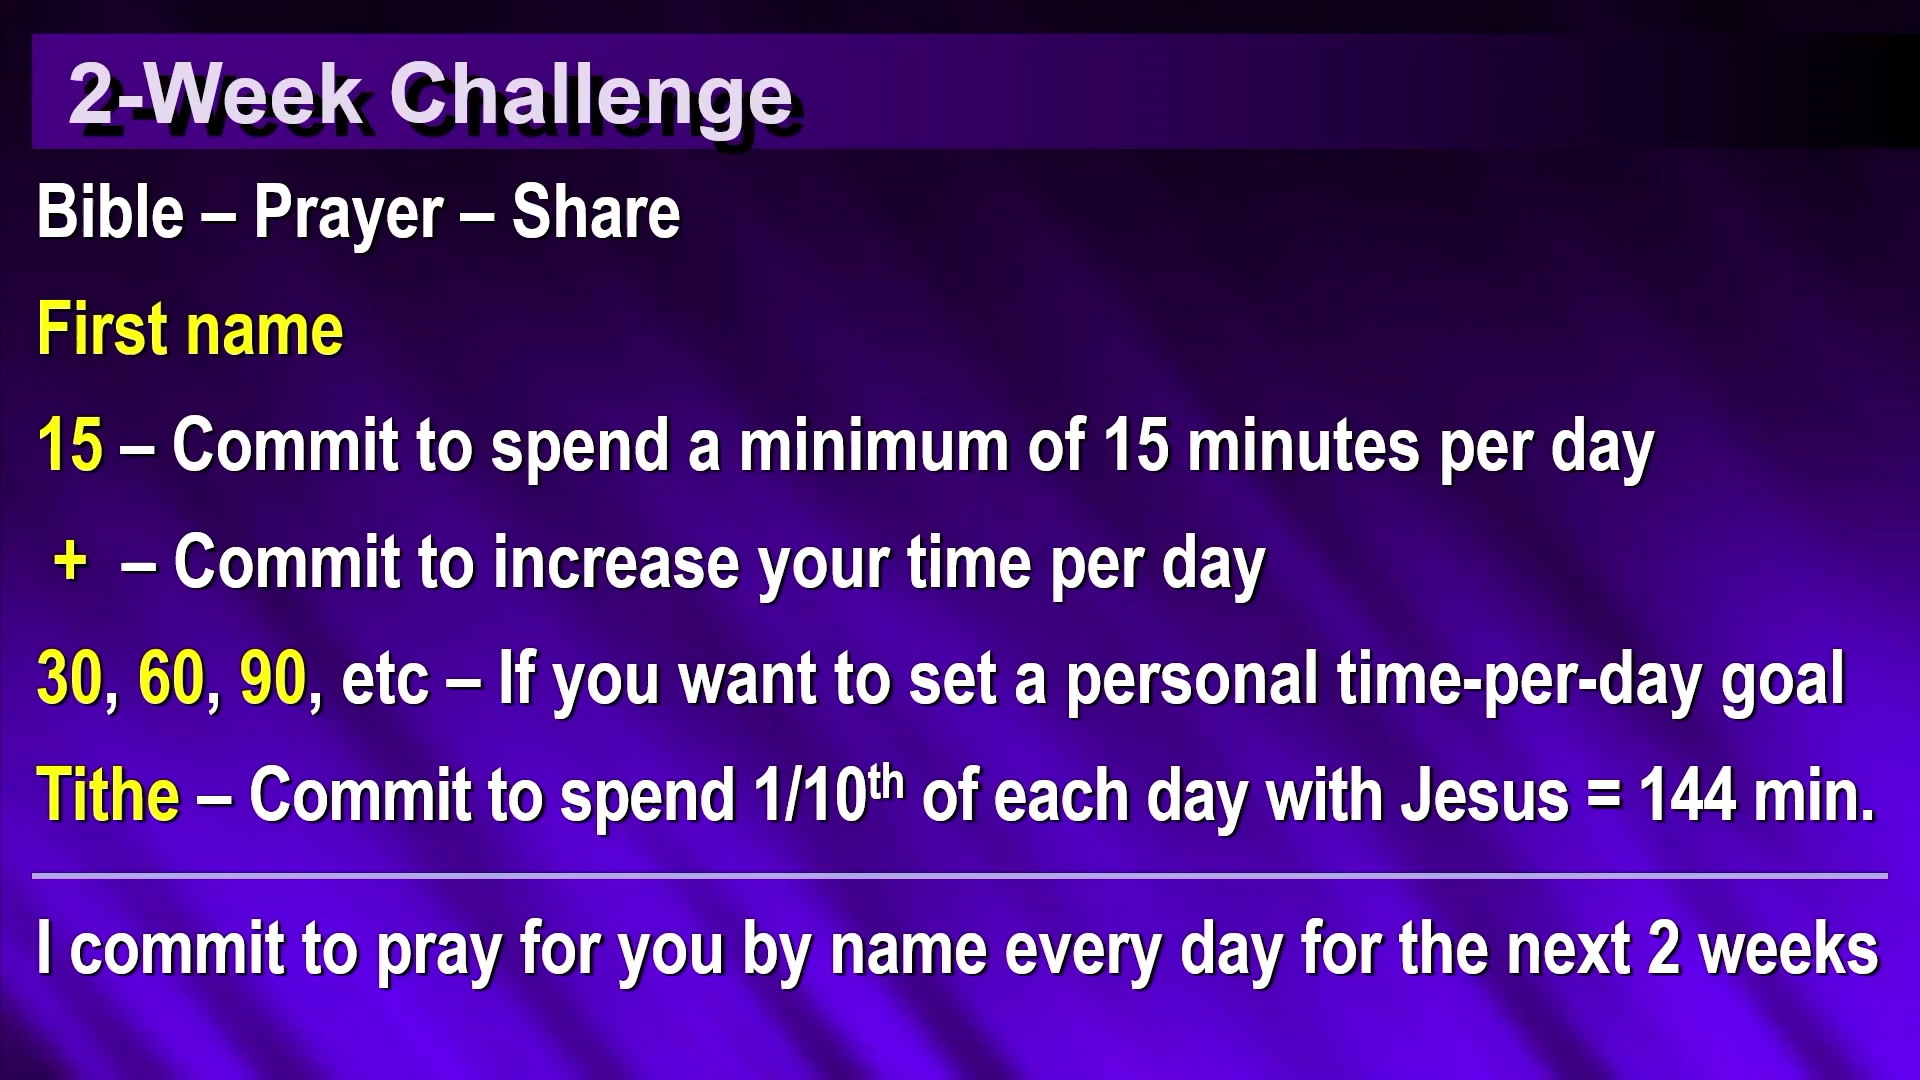 2-Week Challenge
Bible – Prayer – Share
First name
15 – Commit to spend a minimum of 15 minutes per day
+ – Commit to increase your time per day
30, 60, 90, etc – If you want to set a personal time-per-day goal
Tithe – Commit to spend 1/10th of each day with Jesus = 144 min.
I commit to pray for you by name every day for the next 2 weeks